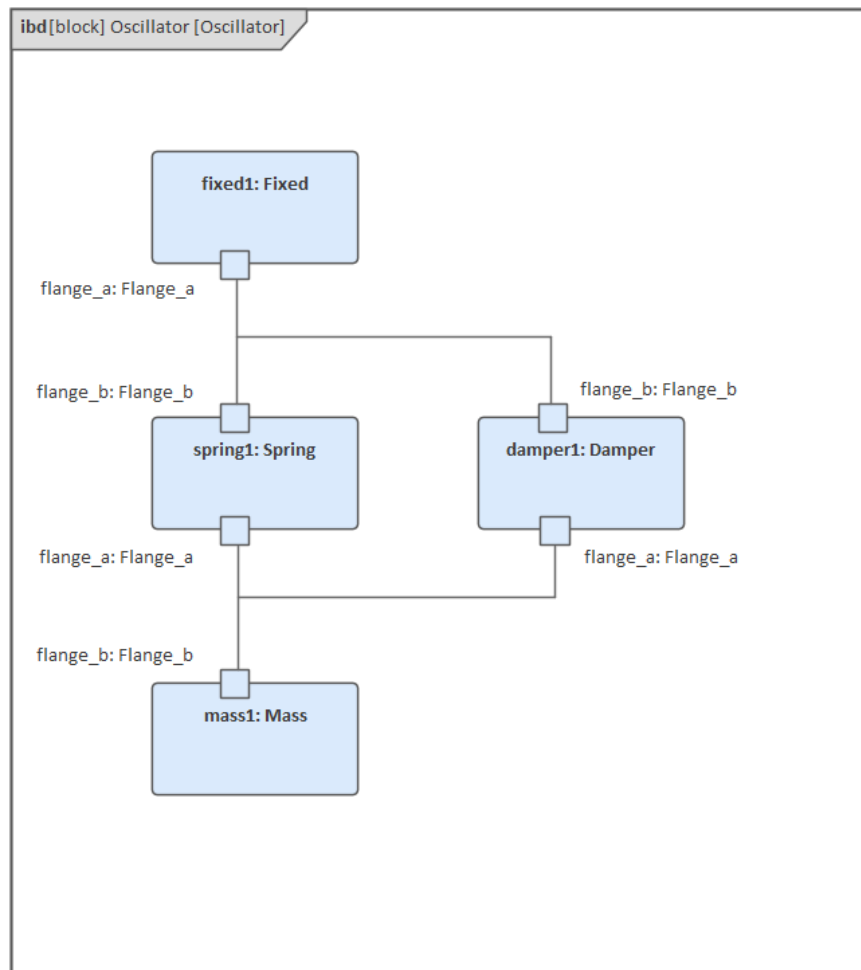 ibd[block] Oscillator [Oscillator]
fixed1: Fixed
flange_a: Flange_a
flange_b: Flange_b
flange_b: Flange_b
spring1: Spring
damper1: Damper
flange_a: Flange_a
flange_a: Flange_a
flange_b: Flange_b
mass1: Mass